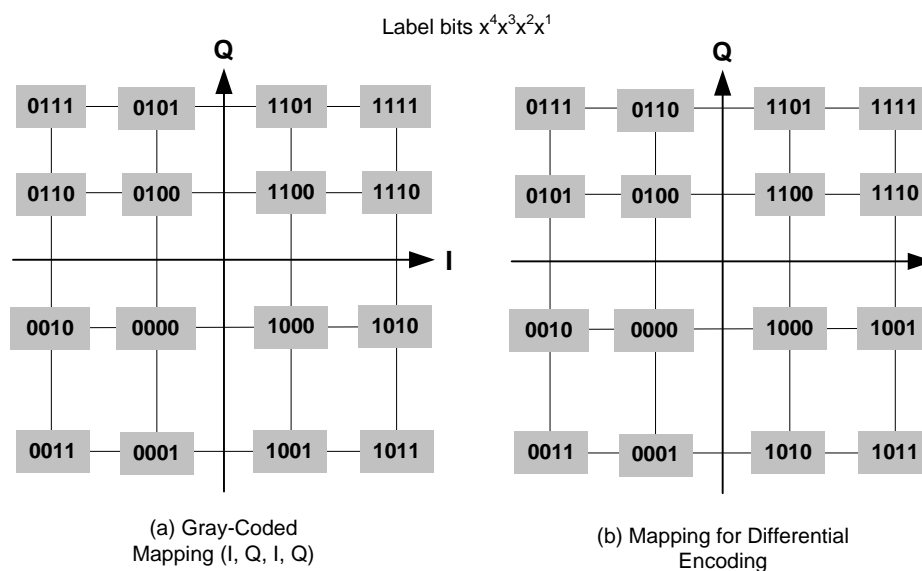 Label bits x⁴x³x²x¹
Q
0111 0101 1101 1111
0110 0100 1100 1110
I
0010 0000 1000 1010
0011 0001 1001 1011
(a) Gray-Coded
Mapping (I, Q, I, Q)
Q
0111 0110 1101 1111
0101 0100 1100 1110
0010 0000 1000 1001
0011 0001 1010 1011
(b) Mapping for Differential
Encoding